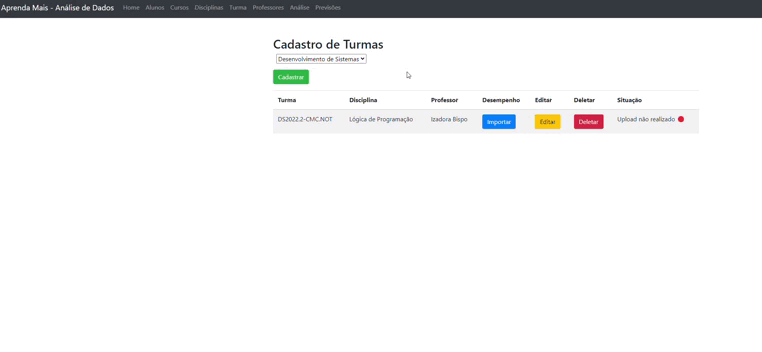 Aprenda Mais - Análise de Dados Home Alunos Cursos Disciplinas Turma Professores Análise Previsões
Cadastro de Turmas
Desenvolvimento de Sistemas
Cadastrar
Turma Disciplina Professor Desempenho Editar Deletar Situação
DS2022.2-CMC.NOT Lógica de Programação Izadora Bispo Importar Editar Deletar Upload não realizado